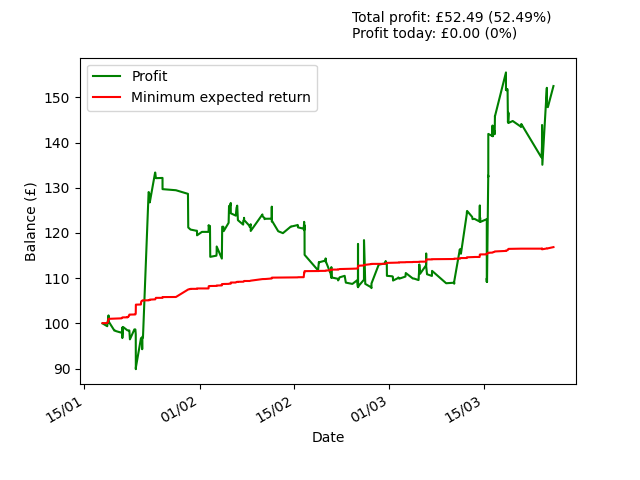 Total profit: £52.49 (52.49%)
Profit today: £0.00 (0%)
Profit
Minimum expected return
Balance (£)
150
140
130
120
110
100
90
15/01
01/02
15/02
01/03
15/03
Date